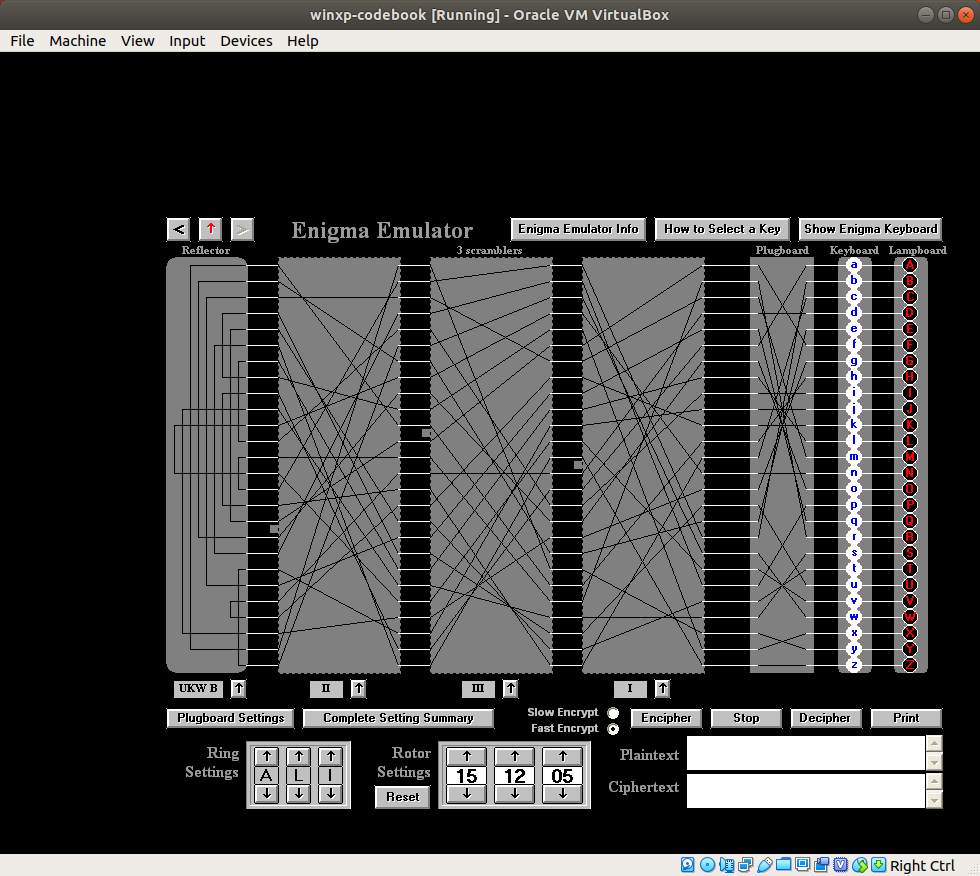 winxp-codebook [Running] - Oracle VM VirtualBox
File Machine View Input Devices Help
< ↑ > Enigma Emulator Enigma Emulator Info How to Select a Key Show Enigma Keyboard
Reflector 3 scramblers Plugboard Keyboard Lampboard
a A
b B
c C
d D
e E
f F
g G
h H
i I
j J
k K
l L
m M
n N
o O
p P
q Q
r R
s S
t T
u U
v V
w W
x X
y Y
z Z
UKW B ↑ II ↑ III ↑ I ↑
Plugboard Settings Complete Setting Summary Slow Encrypt Encipher Stop Decipher Print
Fast Encrypt
Ring Settings A L I Rotor Settings 15 12 05 Plaintext
Reset Ciphertext
Right Ctrl